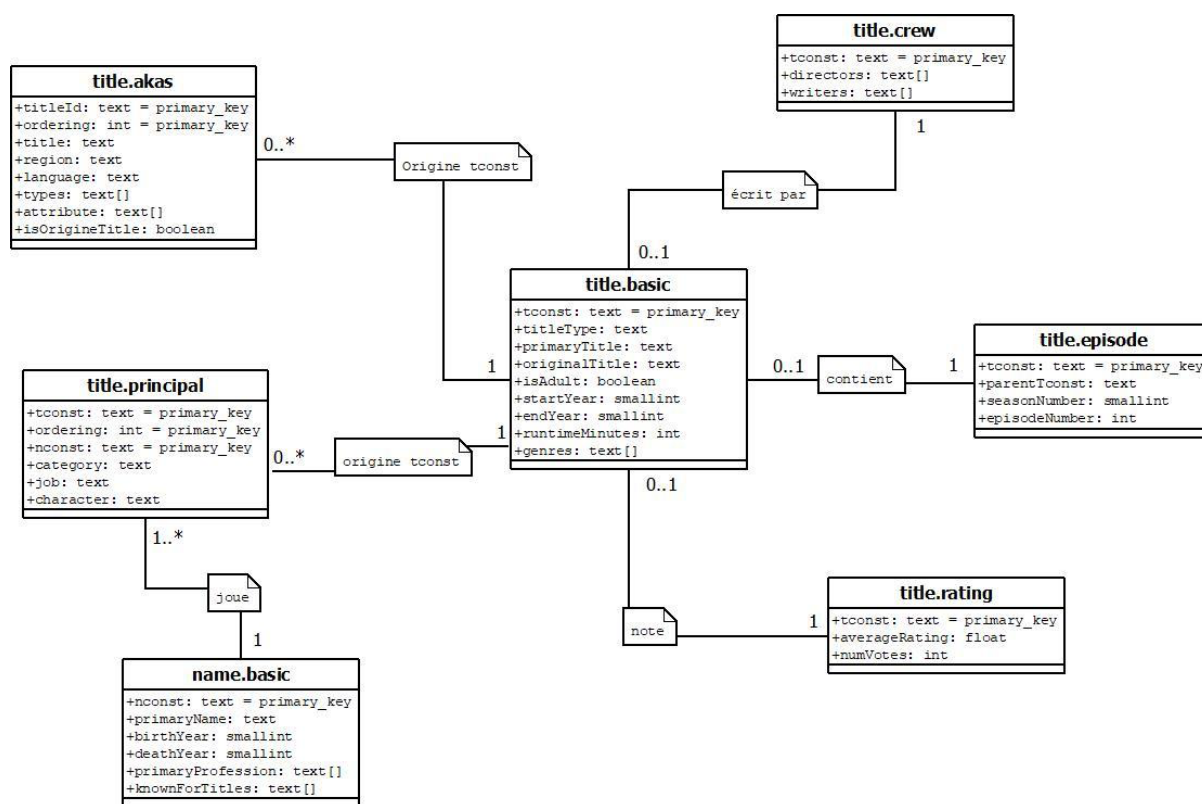 title.crew
+tconst: text = primary_key
+directors: text[]
+writers: text[]
1
title.akas
+titleId: text = primary_key
+ordering: int = primary_key
+title: text
+region: text
+language: text
+types: text[]
+attribute: text[]
+isOrigineTitle: boolean
0..*
Origine tconst
écrit par
0..1
title.basic
+tconst: text = primary_key
+titleType: text
+primaryTitle: text
+originalTitle: text
+isAdult: boolean
+startYear: smallint
+endYear: smallint
+runtimeMinutes: int
+genres: text[]
1
0..1
contient
1
title.episode
+tconst: text = primary_key
+parentTconst: text
+seasonNumber: smallint
+episodeNumber: int
title.principal
+tconst: text = primary_key
+ordering: int = primary_key
+nconst: text = primary_key
+category: text
+job: text
+character: text
0..*
origine tconst
1
0..1
1..*
joue
1
note
1
title.rating
+tconst: text = primary_key
+averageRating: float
+numVotes: int
name.basic
+nconst: text = primary_key
+primaryName: text
+birthYear: smallint
+deathYear: smallint
+primaryProfession: text[]
+knownForTitles: text[]